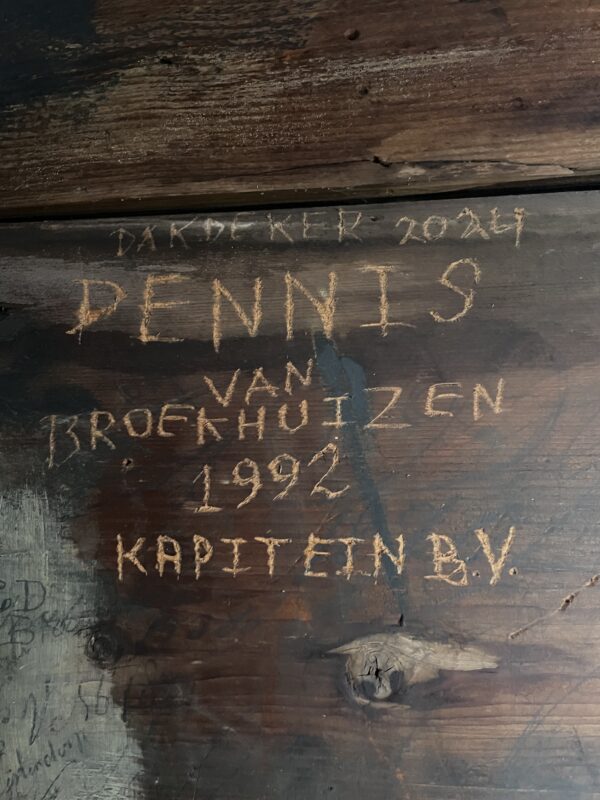 DAKDEKER 2024
DENNIS
VAN
BROEKHUIZEN
1992
KAPITEIN B.V.